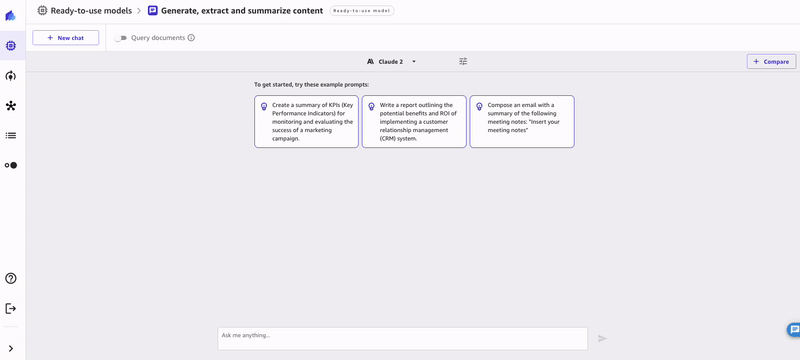 Ready-to-use models > Generate, extract and summarize content Ready-to-use model
+ New chat Query documents
Claude 2
+ Compare
To get started, try these example prompts:
Create a summary of KPIs (Key
Performance Indicators) for
monitoring and evaluating the
success of a marketing
campaign.
Write a report outlining the
potential benefits and ROI of
implementing a customer
relationship management
(CRM) system.
Compose an email with a
summary of the following
meeting notes: "Insert your
meeting notes"
Ask me anything...